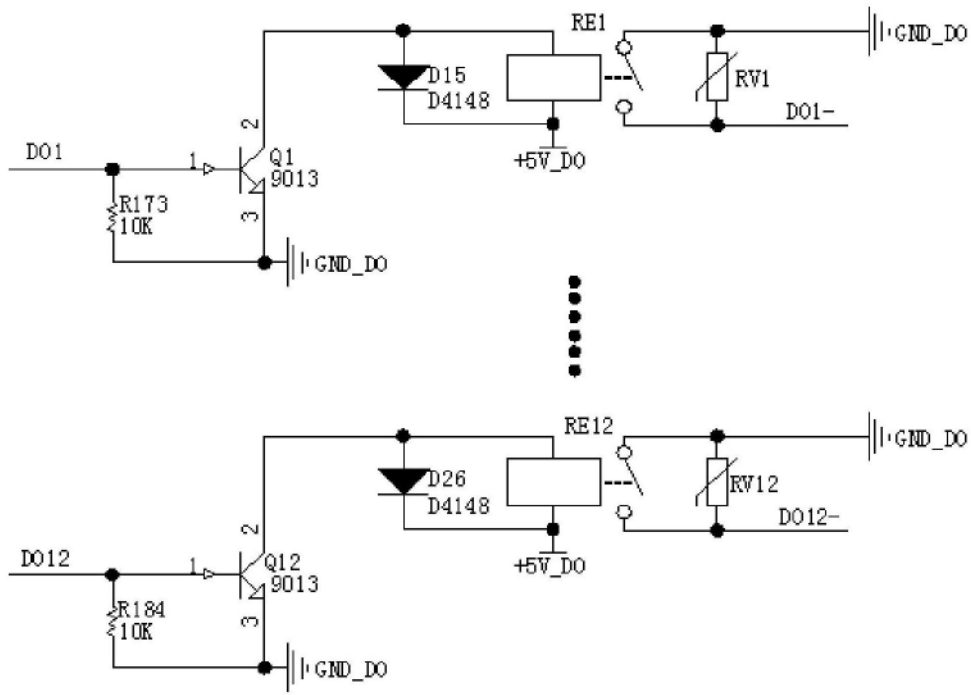 RE1
GND_DO
D15
D4148
RV1
DO1-
+5V_DO
2
DO1
1
Q1
9013
R173
10K
3
GND_DO
RE12
GND_DO
D26
D4148
RV12
DO12-
+5V_DO
2
DO12
1
Q12
9013
R184
10K
3
GND_DO